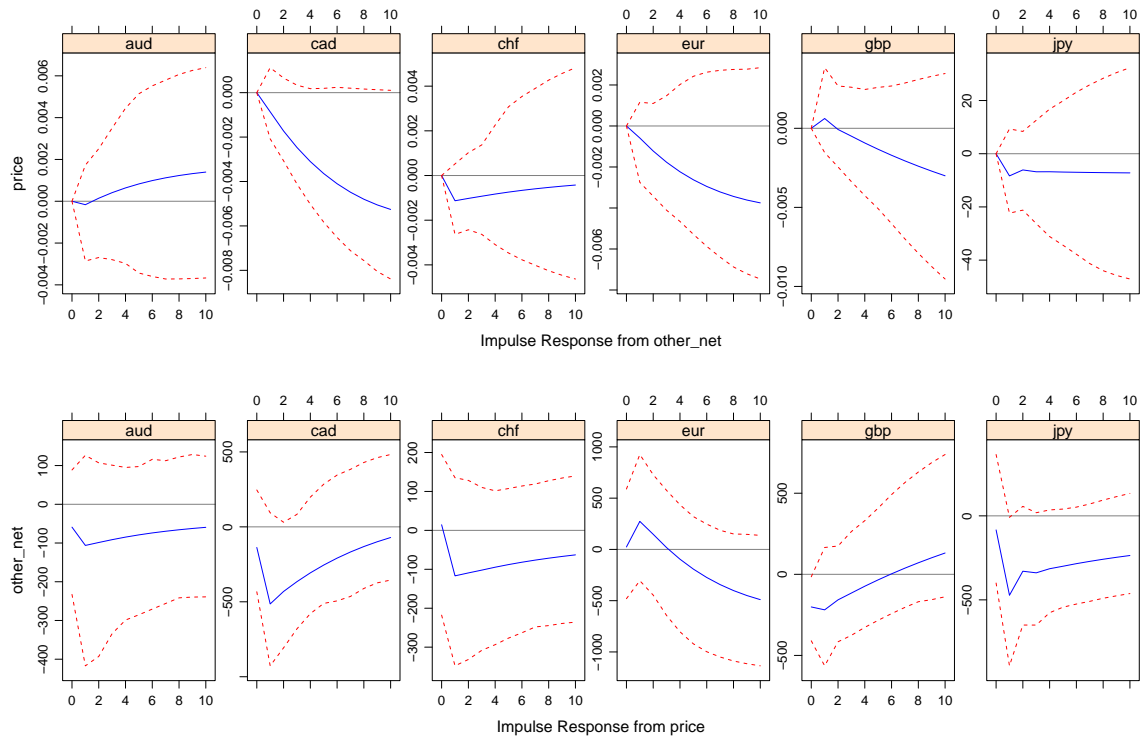 0 2 4 6 8 10 0 2 4 6 8 10 0 2 4 6 8 10
aud cad chf eur gbp jpy
price
−0.004 −0.002 0.000 0.002 0.004 0.006
−0.008 −0.006 −0.004 −0.002 0.000
−0.004 −0.002 0.000 0.002 0.004
−0.006 −0.002 0.000 0.002
−0.010 −0.005 0.000
−40 −20 0 20
0 2 4 6 8 10 0 2 4 6 8 10 0 2 4 6 8 10
Impulse Response from other_net
0 2 4 6 8 10 0 2 4 6 8 10 0 2 4 6 8 10
aud cad chf eur gbp jpy
other_net
−400 −300 −200 −100 0 100
−500 0 500
−300 −200 −100 0 100 200
−1000 −500 0 500 1000
−500 0 500
−500 0
0 2 4 6 8 10 0 2 4 6 8 10 0 2 4 6 8 10
Impulse Response from price